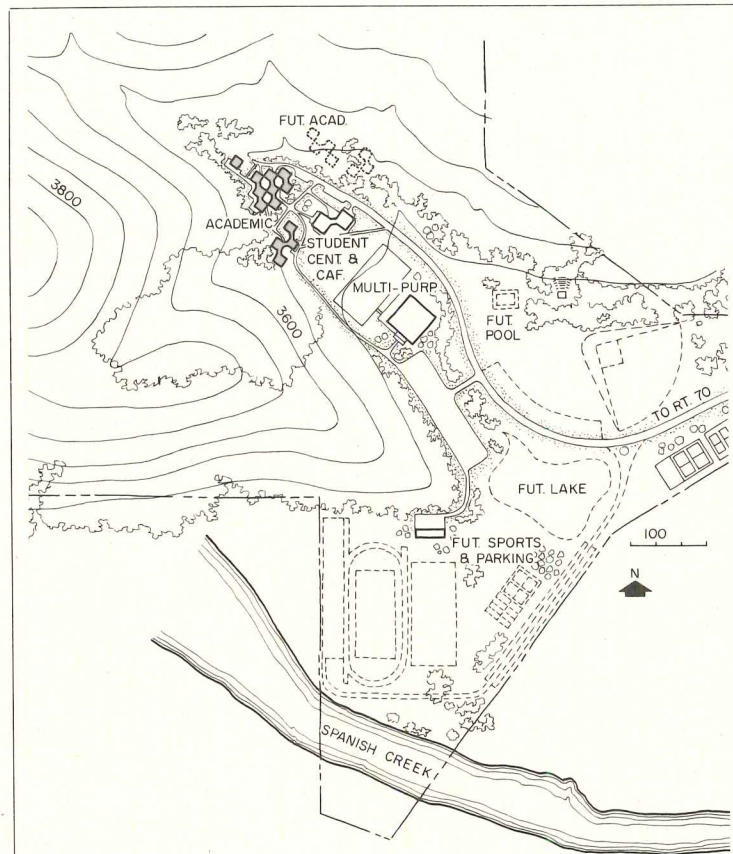 FUT. ACAD.
3800
ACADEMIC
STUDENT
CENT. &
CAF.
MULTI-PURP.
3600
FUT.
POOL
TO RT. 70
FUT. LAKE
100
FUT. SPORTS
& PARKING
N
SPANISH CREEK